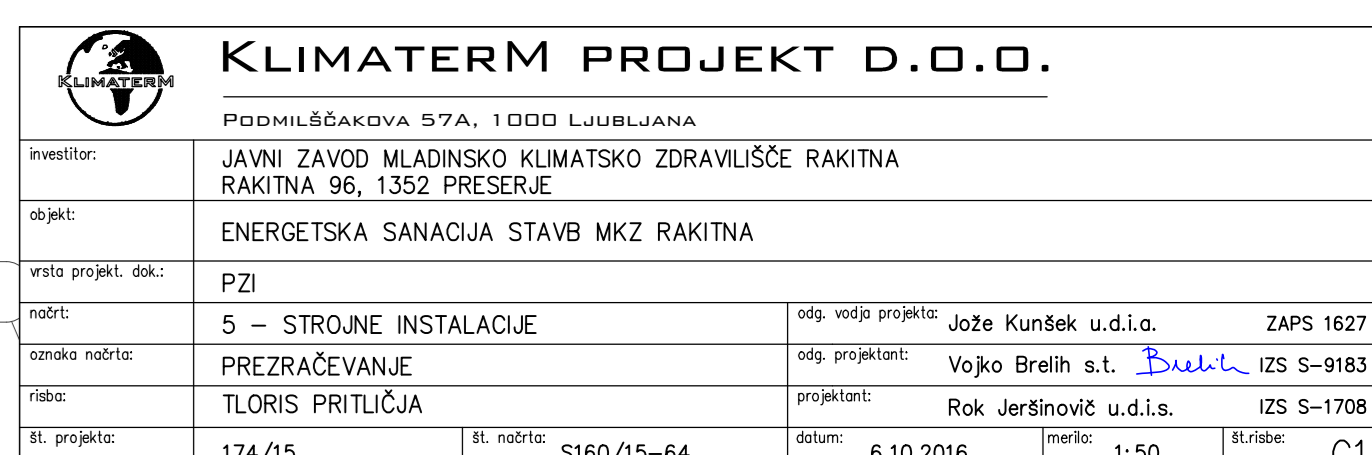 KLIMATERM
KLIMATERM PROJEKT D.O.O.
PODMILŠČAKOVA 57A, 1000 LJUBLJANA
investitor: JAVNI ZAVOD MLADINSKO KLIMATSKO ZDRAVILIŠČE RAKITNA
RAKITNA 96, 1352 PRESERJE
objekt: ENERGETSKA SANACIJA STAVB MKZ RAKITNA
vrsta projekt. dok.: PZI
načrt: 5 – STROJNE INSTALACIJE odg. vodja projekta: Jože Kunšek u.d.i.a. ZAPS 1627
oznaka načrta: PREZRAČEVANJE odg. projektant: Vojko Brelih s.t. Brelih IZS S–9183
risba: TLORIS PRITLIČJA projektant: Rok Jeršinovič u.d.i.s. IZS S–1708
št. projekta: 174/15 št. načrta: S160/15–64 datum: 6.10.2016 merilo: 1:50 št.risbe: